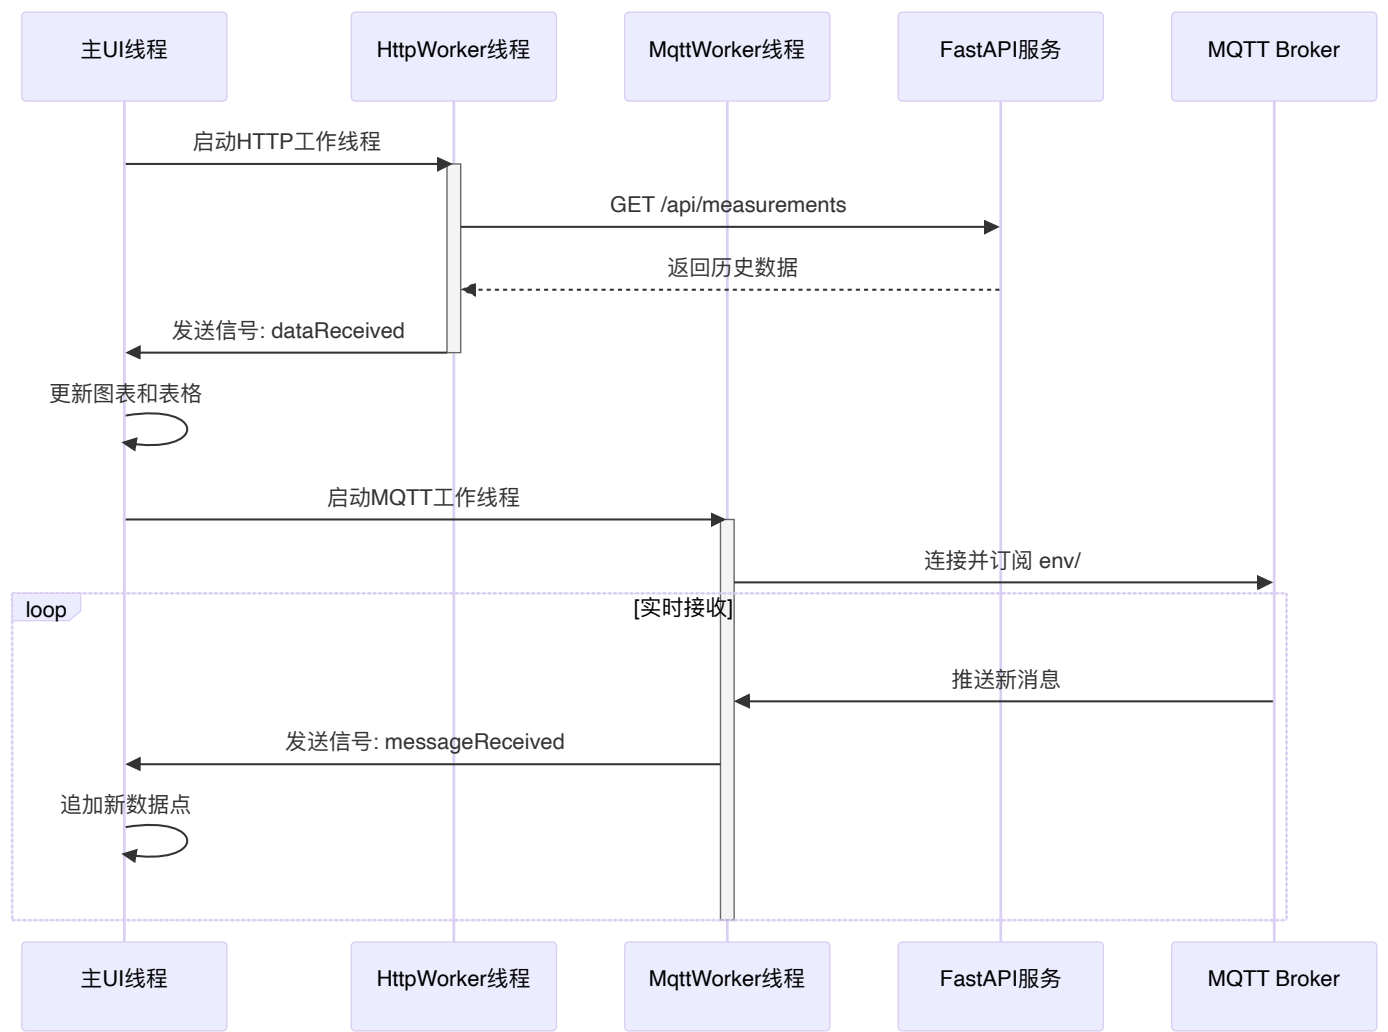 主UI线程
HttpWorker线程
MqttWorker线程
FastAPI服务
MQTT Broker
启动HTTP工作线程
GET /api/measurements
返回历史数据
发送信号: dataReceived
更新图表和表格
启动MQTT工作线程
连接并订阅 env/
loop
[实时接收]
推送新消息
发送信号: messageReceived
追加新数据点
主UI线程
HttpWorker线程
MqttWorker线程
FastAPI服务
MQTT Broker